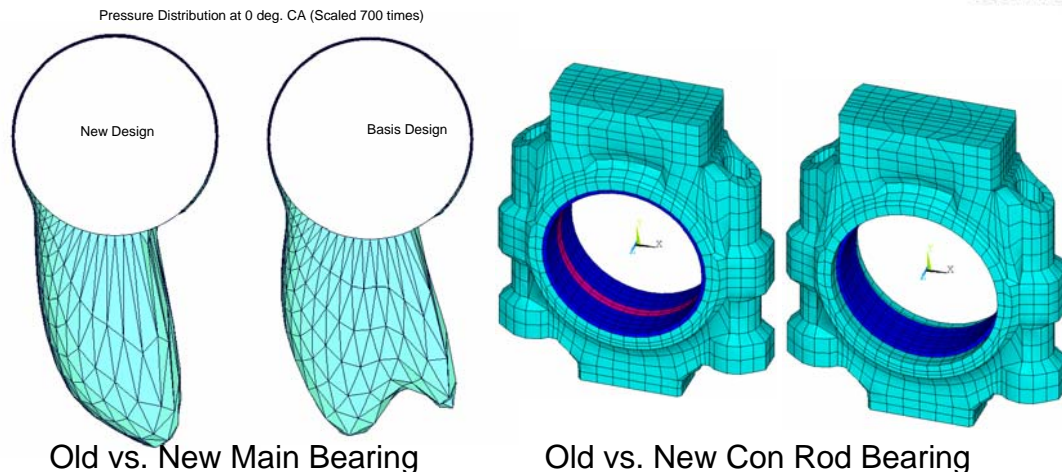 Pressure Distribution at 0 deg. CA (Scaled 700 times)
New Design
Basis Design
Old vs. New Main Bearing
Old vs. New Con Rod Bearing